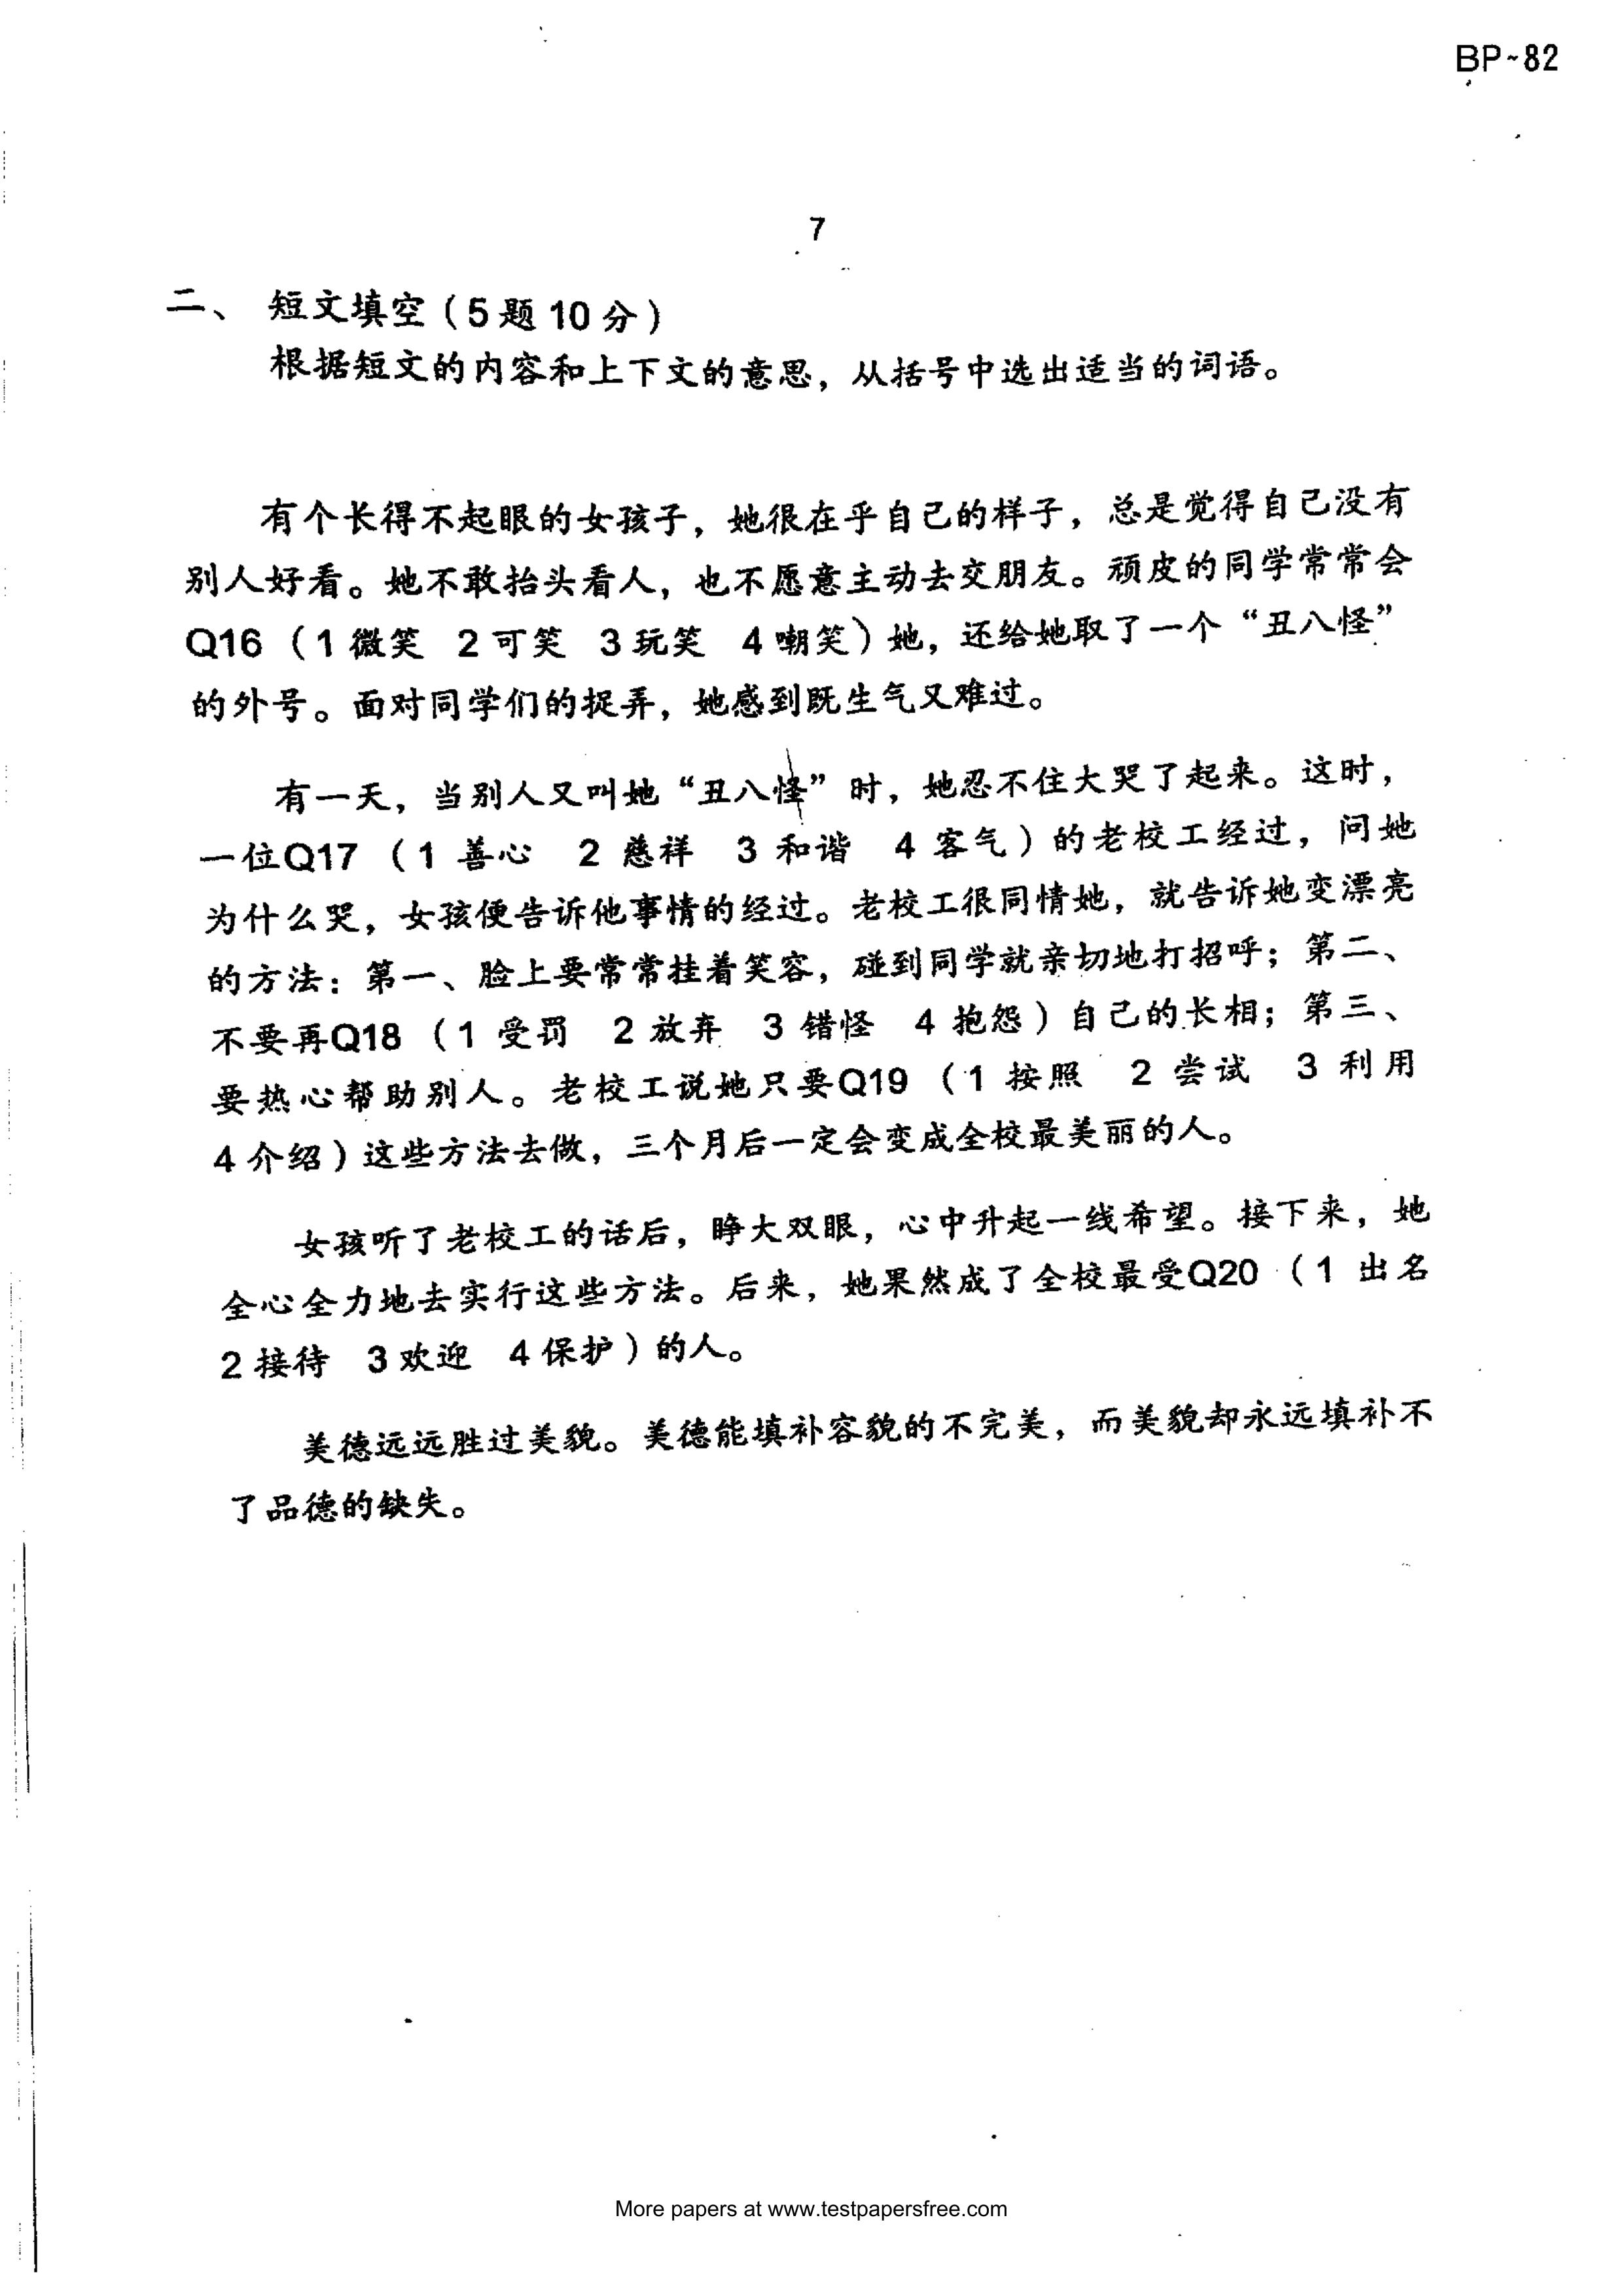 BP-82
7
二、 短文填空（5题10分）
根据短文的内容和上下文的意思，从括号中选出适当的词语。
有个长得不起眼的女孩子，她很在乎自己的样子，总是觉得自己没有
别人好看。她不敢抬头看人，也不愿意主动去交朋友。顽皮的同学常常会
Q16（1微笑 2可笑 3玩笑 4嘲笑）她，还给她取了一个“丑八怪”
的外号。面对同学们的捉弄，她感到既生气又难过。
有一天，当别人又叫她“丑八怪”时，她忍不住大哭了起来。这时，
一位Q17（1 善心 2 慈祥 3 和谐 4 客气）的老校工经过，问她
为什么哭，女孩便告诉他事情的经过。老校工很同情她，就告诉她变漂亮
的方法：第一、脸上要常常挂着笑容，碰到同学就亲切地打招呼；第二、
不要再Q18（1 受罚 2 放弃 3 错怪 4 抱怨）自己的长相；第三、
要热心帮助别人。老校工说她只要Q19（1 按照 2 尝试 3 利用
4介绍）这些方法去做，三个月后一定会变成全校最美丽的人。
女孩听了老校工的话后，睁大双眼，心中升起一线希望。接下来，她
全心全力地去实行这些方法。后来，她果然成了全校最受Q20（1 出名
2接待 3欢迎 4保护）的人。
美德远远胜过美貌。美德能填补容貌的不完美，而美貌却永远填补不
了品德的缺失。
More papers at www.testpapersfree.com